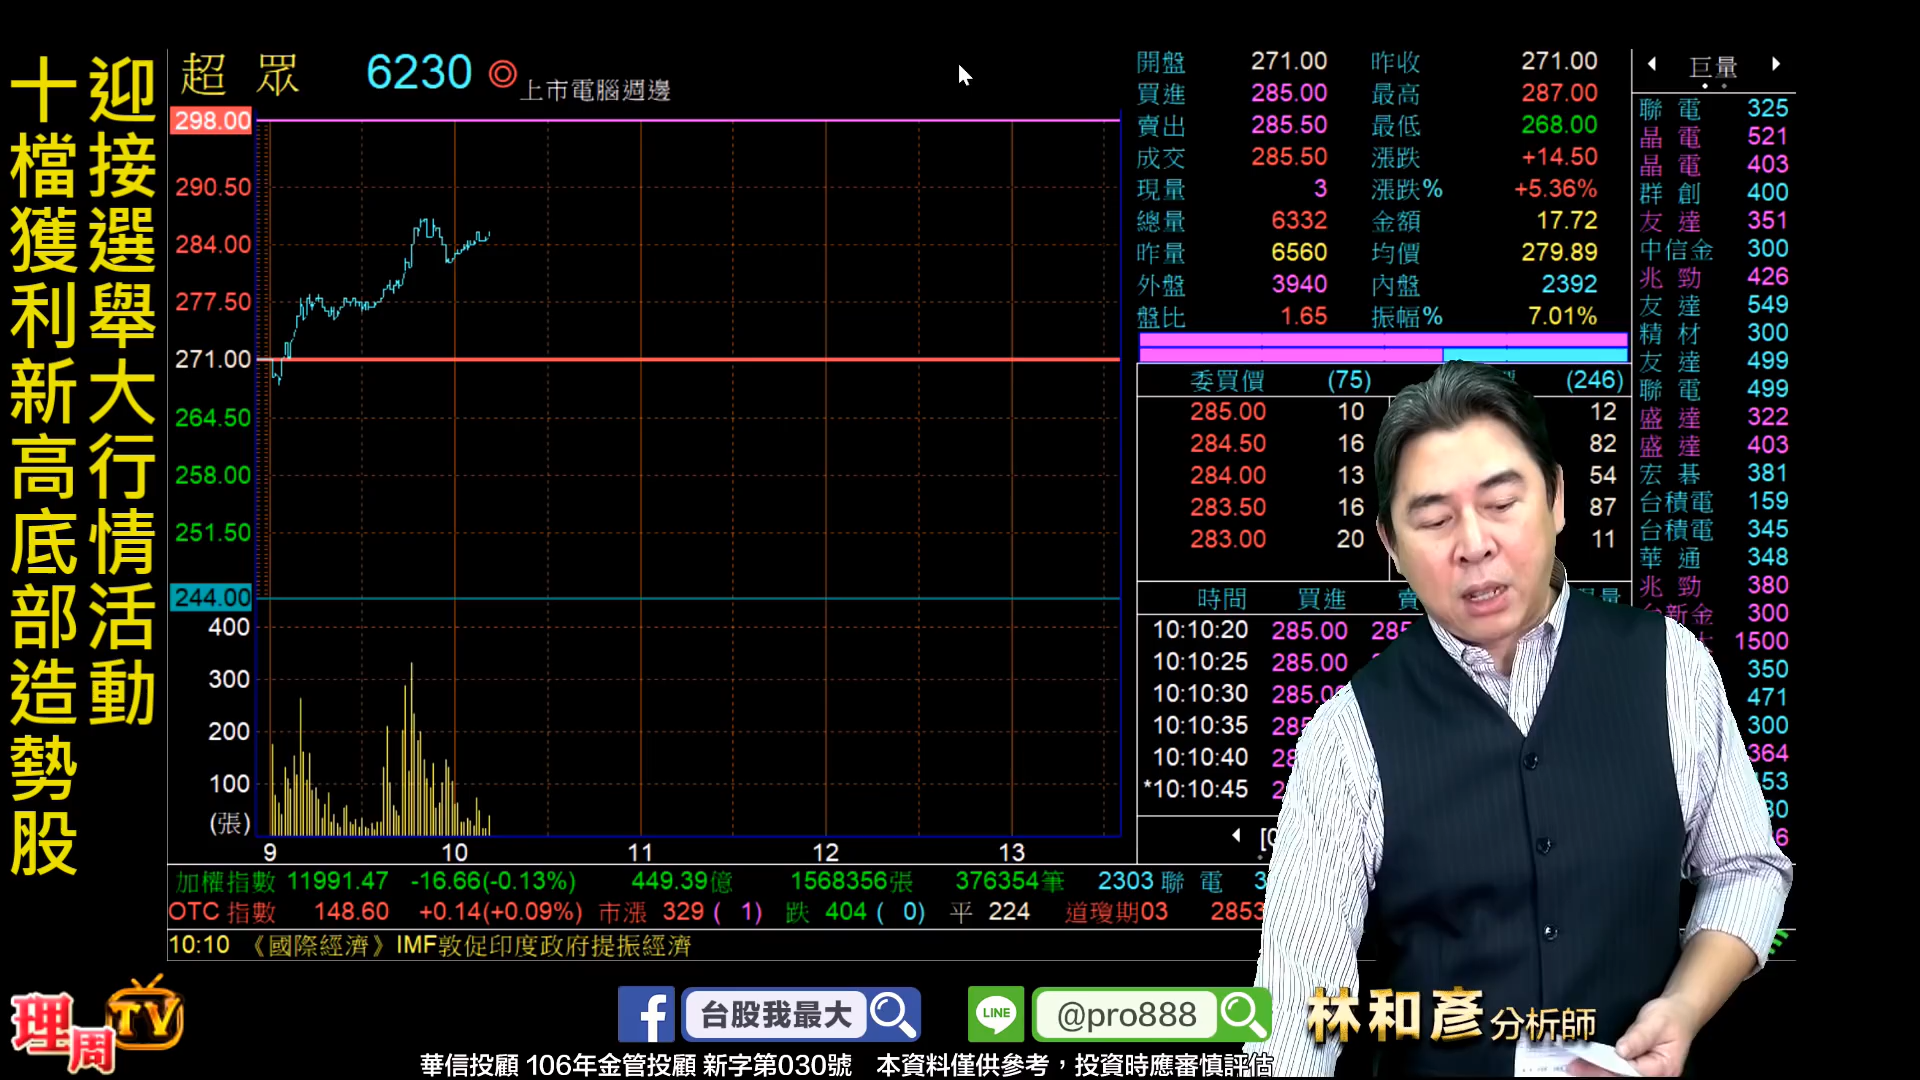 迎接選舉大行情活動
十檔獲利新高底部造勢股
超眾 6230 ◎ 上市電腦週邊
298.00
290.50
284.00
277.50
271.00
264.50
258.00
251.50
244.00
400
300
200
100
(張)
9 10 11 12 13
開盤 271.00 昨收 271.00
買進 285.00 最高 287.00
賣出 285.50 最低 268.00
成交 285.50 漲跌 +14.50
現量 3 漲跌% +5.36%
總量 6332 金額 17.72
昨量 6560 均價 279.89
外盤 3940 內盤 2392
盤比 1.65 振幅% 7.01%
委買價 (75) (246)
285.00 10 12
284.50 16 82
284.00 13 54
283.50 16 87
283.00 20 11
時間 買進 賣
10:10:20 285.00 285
10:10:25 285.00
10:10:30 285.0
10:10:35 285
10:10:40 28
*10:10:45 2
巨量
聯電 325
晶電 521
晶電 403
群創 400
友達 351
中信金 300
兆勁 426
友達 549
精材 300
友達 499
聯電 499
盛達 322
盛達 403
宏碁 381
台積電 159
台積電 345
華通 348
兆勁 380
台新金 300
1500
350
471
300
364
加權指數 11991.47 -16.66(-0.13%) 449.39億 1568356張 376354筆 2303 聯電 3
OTC 指數 148.60 +0.14(+0.09%) 市漲 329 ( 1) 跌 404 ( 0) 平 224 道瓊期03 2853
10:10 《國際經濟》IMF敦促印度政府提振經濟
理周TV
f 台股我最大
LINE @pro888
林和彥 分析師
華信投顧 106年金管投顧 新字第030號 本資料僅供參考，投資時應審慎評估